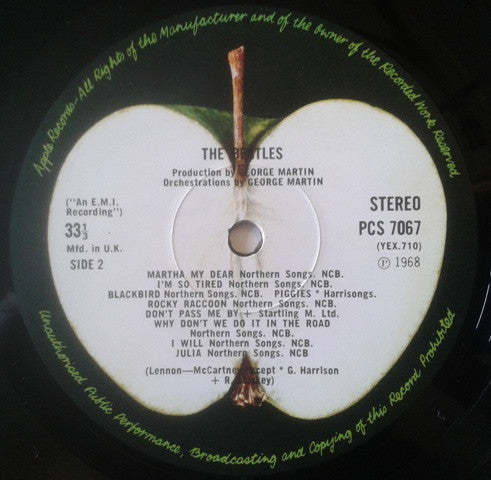 Apple Records—All Rights of the Manufacturer and of the Owner of the Recorded Work Reserved
THE BEATLES
Production by GEORGE MARTIN
Orchestrations by GEORGE MARTIN
("An E.M.I.
Recording")
33⅓
Mfd. in U.K.
SIDE 2
STEREO
PCS 7067
(YEX.710)
℗ 1968
MARTHA MY DEAR Northern Songs. NCB.
I'M SO TIRED Northern Songs. NCB.
BLACKBIRD Northern Songs. NCB. PIGGIES * Harrisongs.
ROCKY RACCOON Northern Songs. NCB.
DON'T PASS ME BY + Startling M. Ltd.
WHY DON'T WE DO IT IN THE ROAD
Northern Songs. NCB.
I WILL Northern Songs. NCB.
JULIA Northern Songs. NCB
(Lennon—McCartney except * G. Harrison
+ R. Starkey)
Unauthorised Public Performance, Broadcasting and Copying of this Record Prohibited